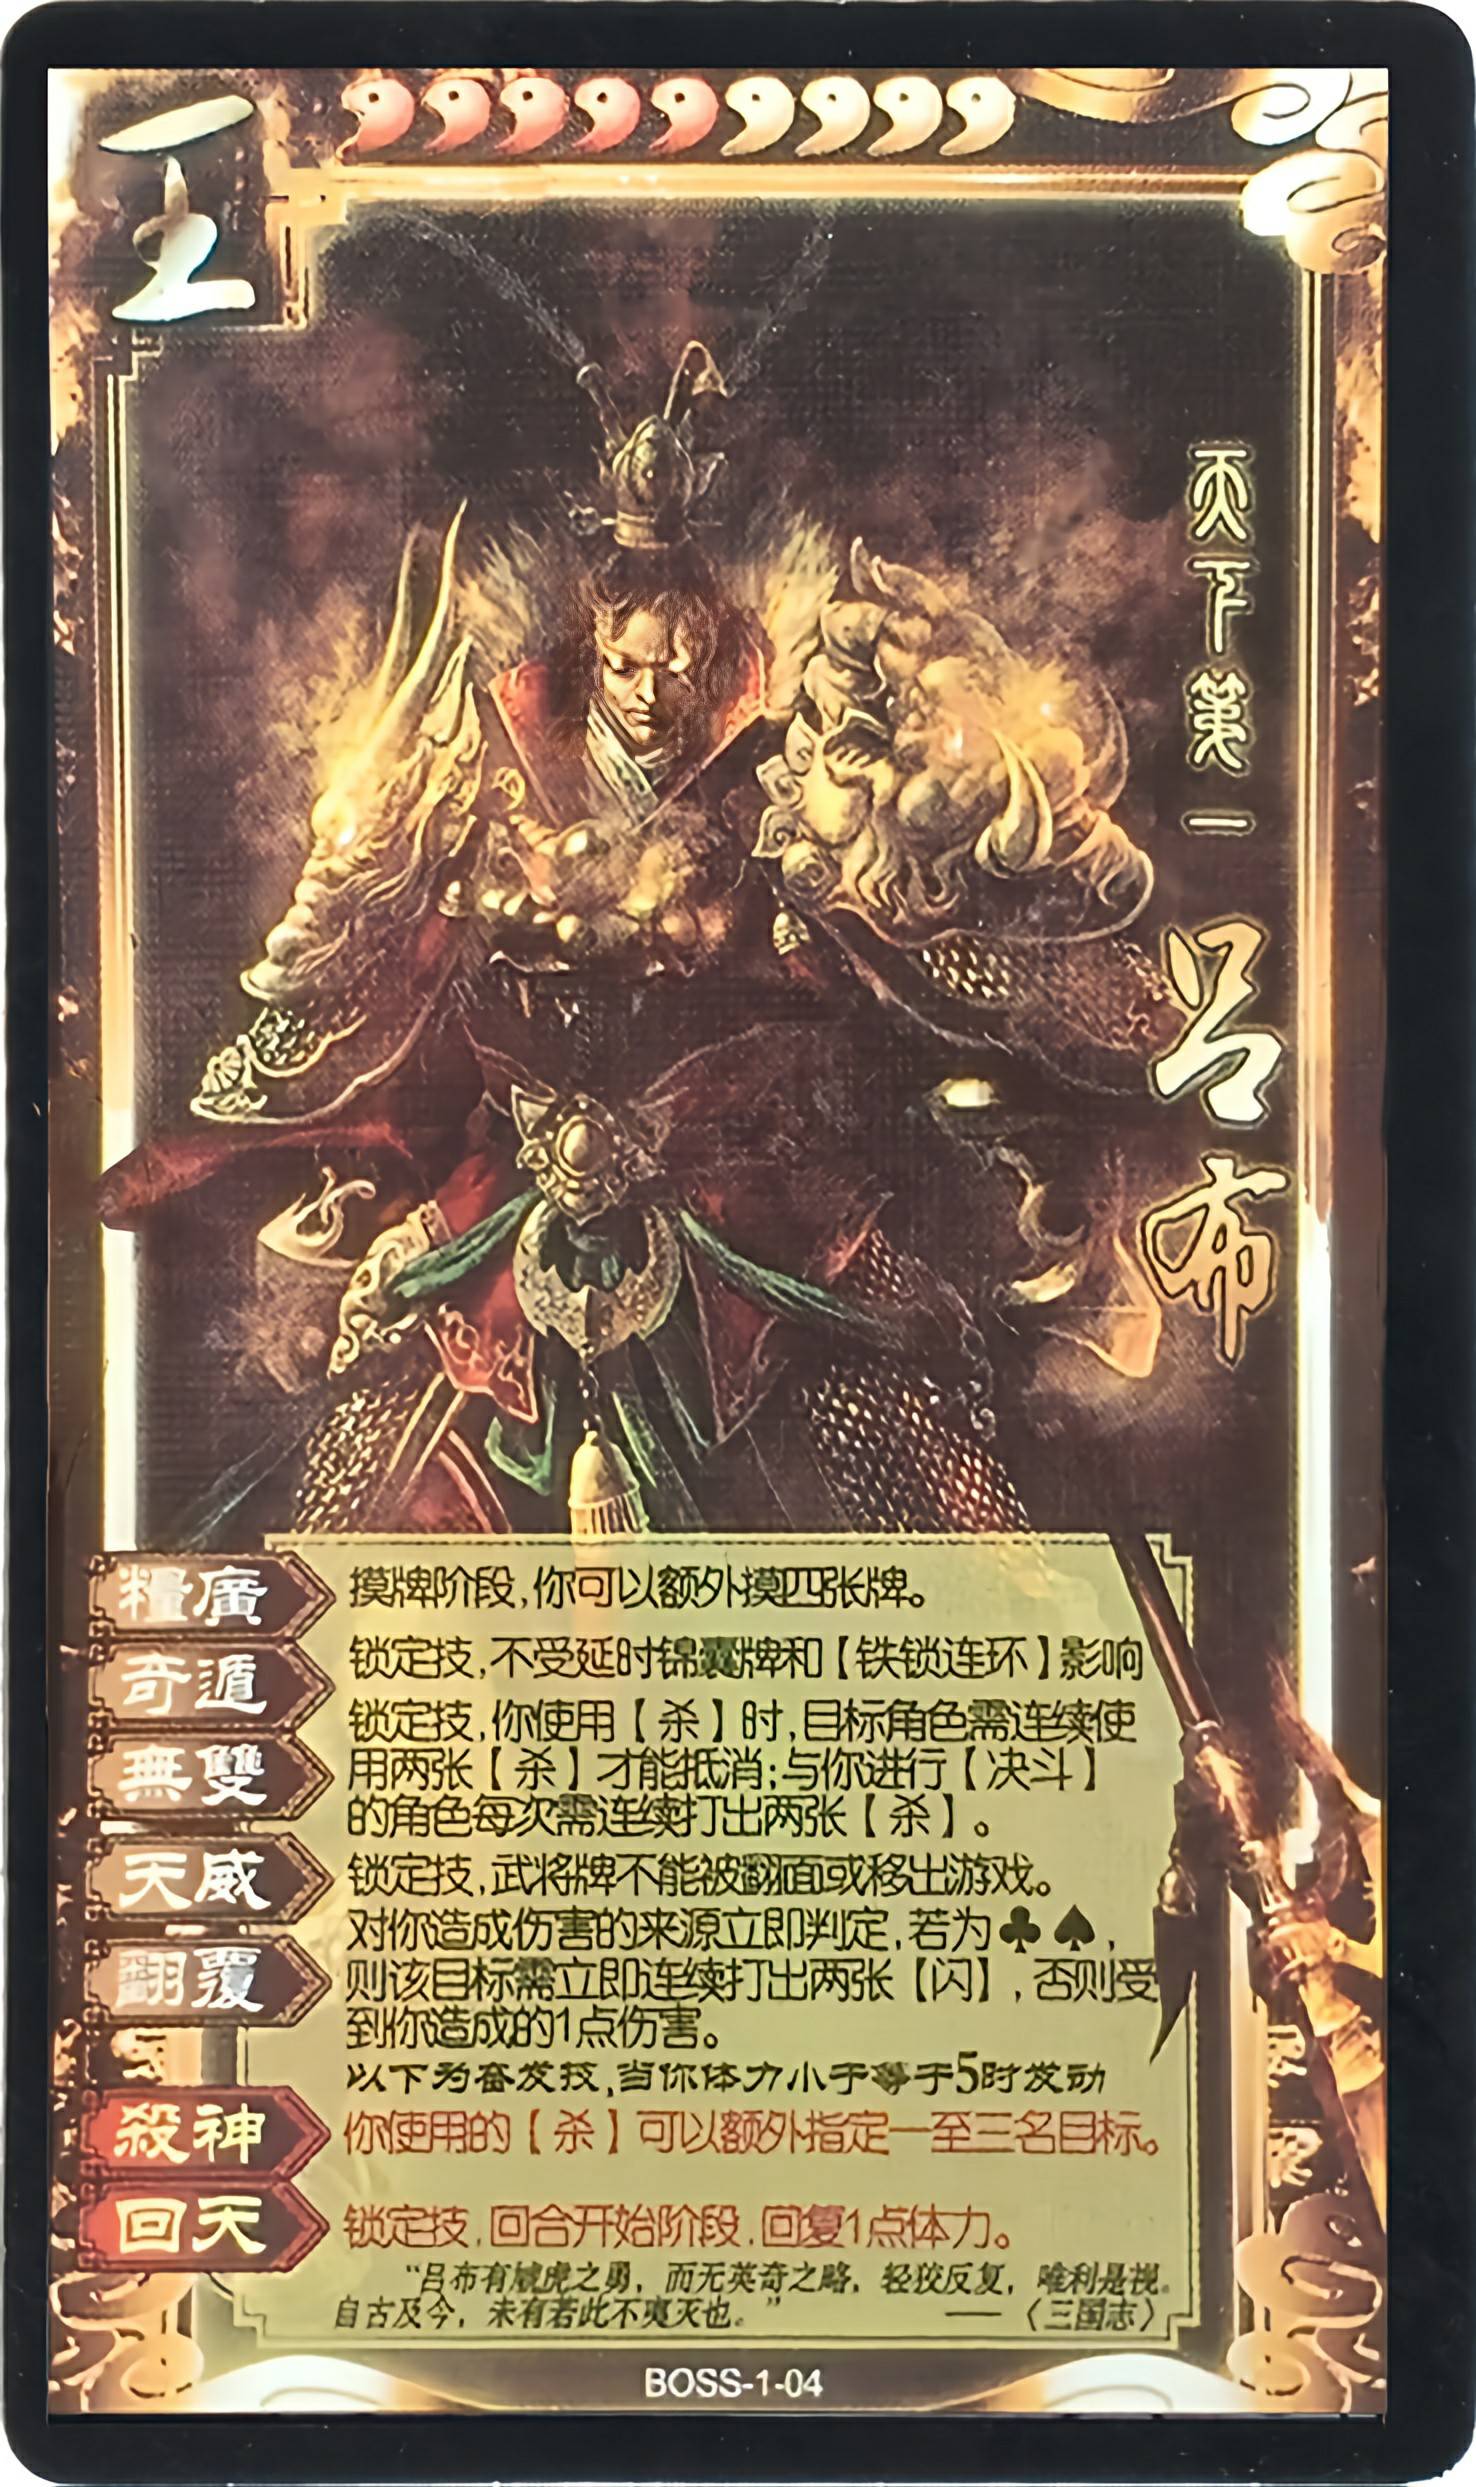 王
天下第一
吕布
糧廣
摸牌阶段,你可以额外摸四张牌。
奇遁
锁定技,不受延时锦囊牌和【铁锁连环】影响
無雙
锁定技,你使用【杀】时,目标角色需连续使
用两张【杀】才能抵消;与你进行【决斗】
的角色每次需连续打出两张【杀】。
天威
锁定技,武将牌不能被翻面或移出游戏。
翻覆
对你造成伤害的来源立即判定,若为♣♠,
则该目标需立即连续打出两张【闪】,否则受
到你造成的1点伤害。
以下为奋发技,当你体力小于等于5时发动
殺神
你使用的【杀】可以额外指定一至三名目标。
回天
锁定技,回合开始阶段,回复1点体力。
“吕布有虓虎之勇，而无英奇之略，轻狡反复，唯利是视。
自古及今，未有若此不夷灭也。” ——〈三国志〉
BOSS-1-04